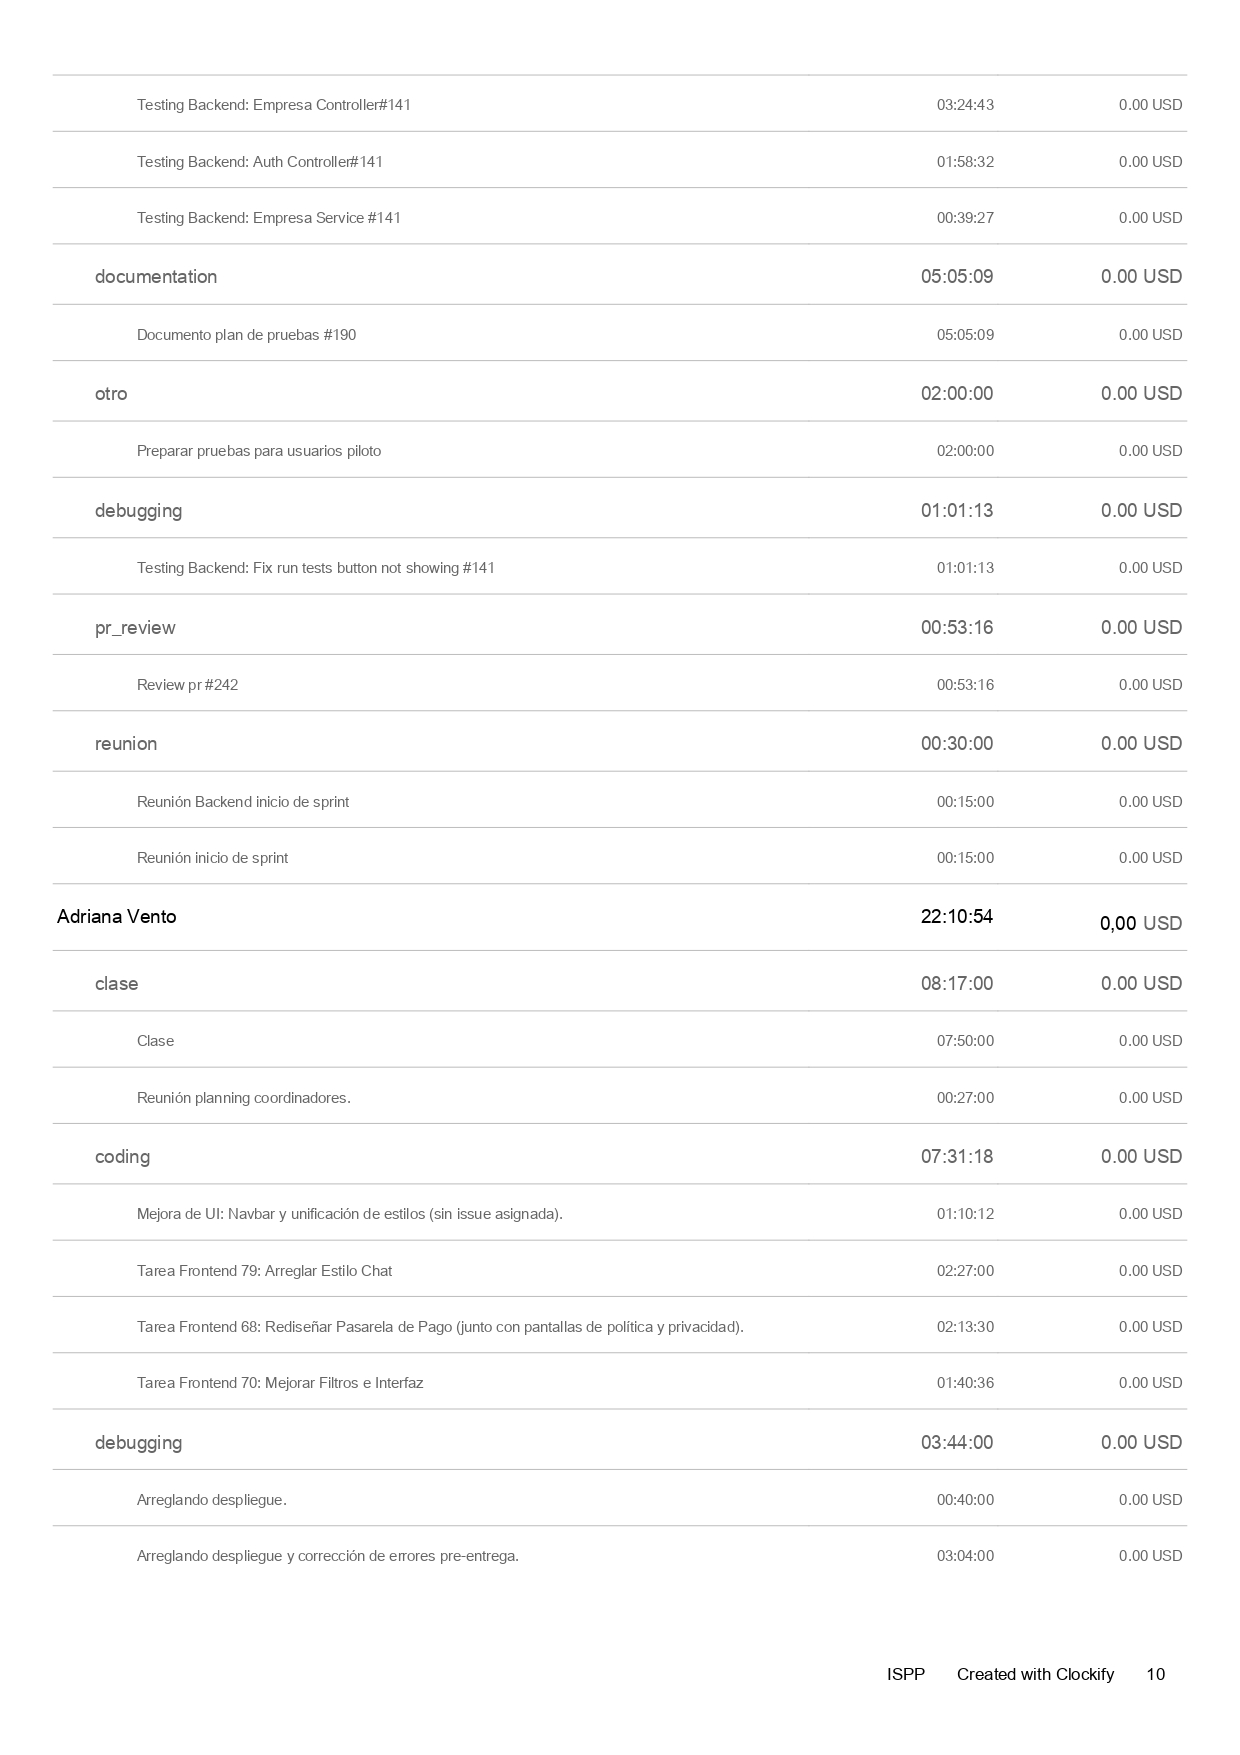 Testing Backend: Empresa Controller#141 03:24:43 0.00 USD
Testing Backend: Auth Controller#141 01:58:32 0.00 USD
Testing Backend: Empresa Service #141 00:39:27 0.00 USD
documentation 05:05:09 0.00 USD
Documento plan de pruebas #190 05:05:09 0.00 USD
otro 02:00:00 0.00 USD
Preparar pruebas para usuarios piloto 02:00:00 0.00 USD
debugging 01:01:13 0.00 USD
Testing Backend: Fix run tests button not showing #141 01:01:13 0.00 USD
pr_review 00:53:16 0.00 USD
Review pr #242 00:53:16 0.00 USD
reunion 00:30:00 0.00 USD
Reunión Backend inicio de sprint 00:15:00 0.00 USD
Reunión inicio de sprint 00:15:00 0.00 USD
Adriana Vento 22:10:54 0,00 USD
clase 08:17:00 0.00 USD
Clase 07:50:00 0.00 USD
Reunión planning coordinadores. 00:27:00 0.00 USD
coding 07:31:18 0.00 USD
Mejora de UI: Navbar y unificación de estilos (sin issue asignada). 01:10:12 0.00 USD
Tarea Frontend 79: Arreglar Estilo Chat 02:27:00 0.00 USD
Tarea Frontend 68: Rediseñar Pasarela de Pago (junto con pantallas de política y privacidad). 02:13:30 0.00 USD
Tarea Frontend 70: Mejorar Filtros e Interfaz 01:40:36 0.00 USD
debugging 03:44:00 0.00 USD
Arreglando despliegue. 00:40:00 0.00 USD
Arreglando despliegue y corrección de errores pre-entrega. 03:04:00 0.00 USD
ISPP Created with Clockify 10